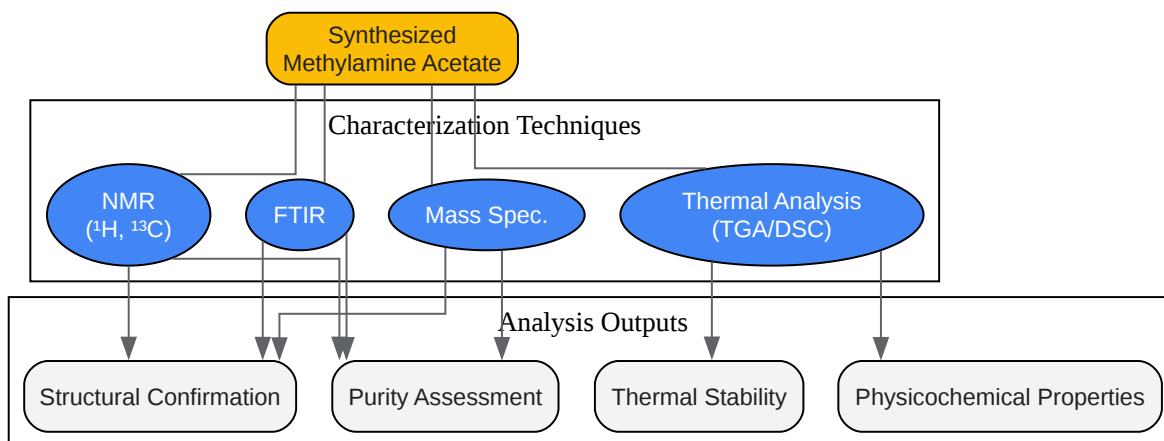 Synthesized
Methylamine Acetate
Characterization Techniques
NMR
(¹H, ¹³C)
FTIR
Mass Spec.
Thermal Analysis
(TGA/DSC)
Analysis Outputs
Structural Confirmation
Purity Assessment
Thermal Stability
Physicochemical Properties